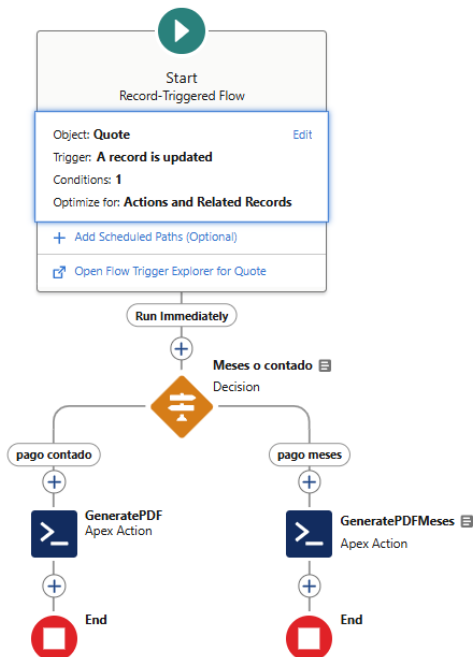 Start
Record-Triggered Flow
Object: Quote
Edit
Trigger: A record is updated
Conditions: 1
Optimize for: Actions and Related Records
+ Add Scheduled Paths (Optional)
Open Flow Trigger Explorer for Quote
Run Immediately
Meses o contado
Decision
pago contado
pago meses
GeneratePDF
Apex Action
GeneratePDFMeses
Apex Action
End
End